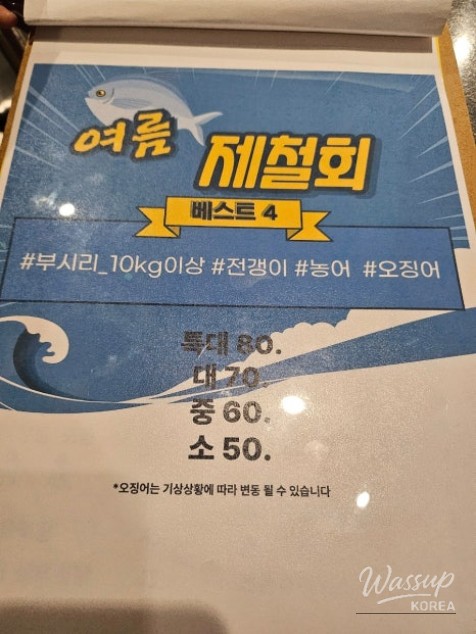 여름
제철회
베스트 4
#부시리_10kg이상 #전갱이 #농어 #오징어
특대 80.
대 70.
중 60.
소 50.
*오징어는 기상상황에 따라 변동 될 수 있습니다
Wassup
KOREA